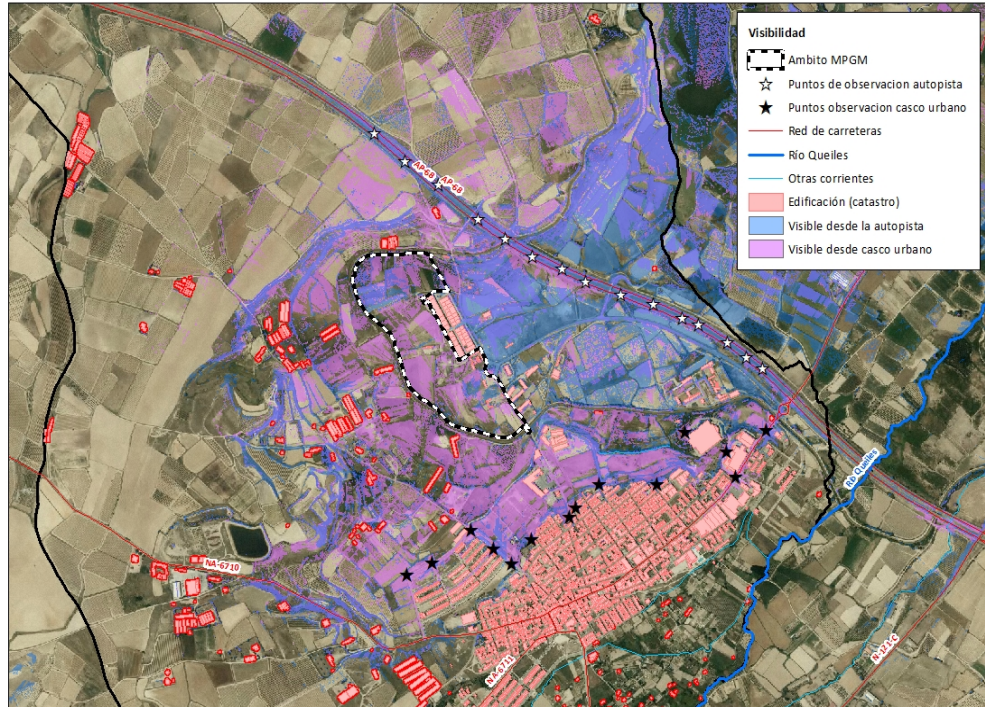 Visibilidad
Ambito MPGM
Puntos de observacion autopista
Puntos observacion casco urbano
Red de carreteras
Río Queiles
Otras corrientes
Edificación (catastro)
Visible desde la autopista
Visible desde casco urbano
AP-68 AP-68
Río Queiles
NA-6710
NA-6711
N-121-C